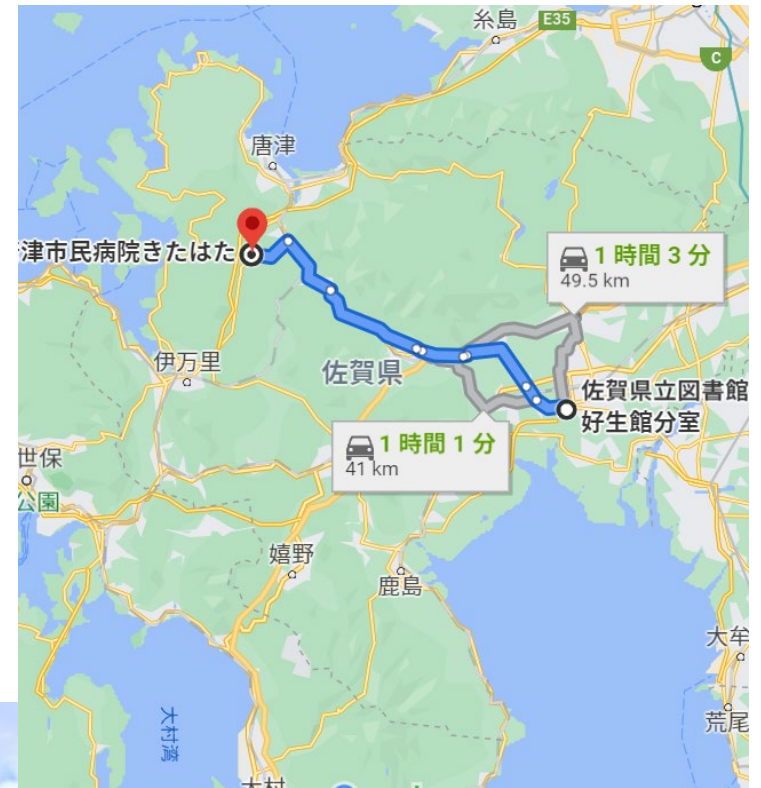 糸島
E35
C
唐津
津市民病院きたはた
1 時間 3 分
49.5 km
伊万里
佐賀県
佐賀県立図書館
好生館分室
1 時間 1 分
41 km
世保
公園
嬉野
鹿島
大牟
荒尾
大村湾
大村